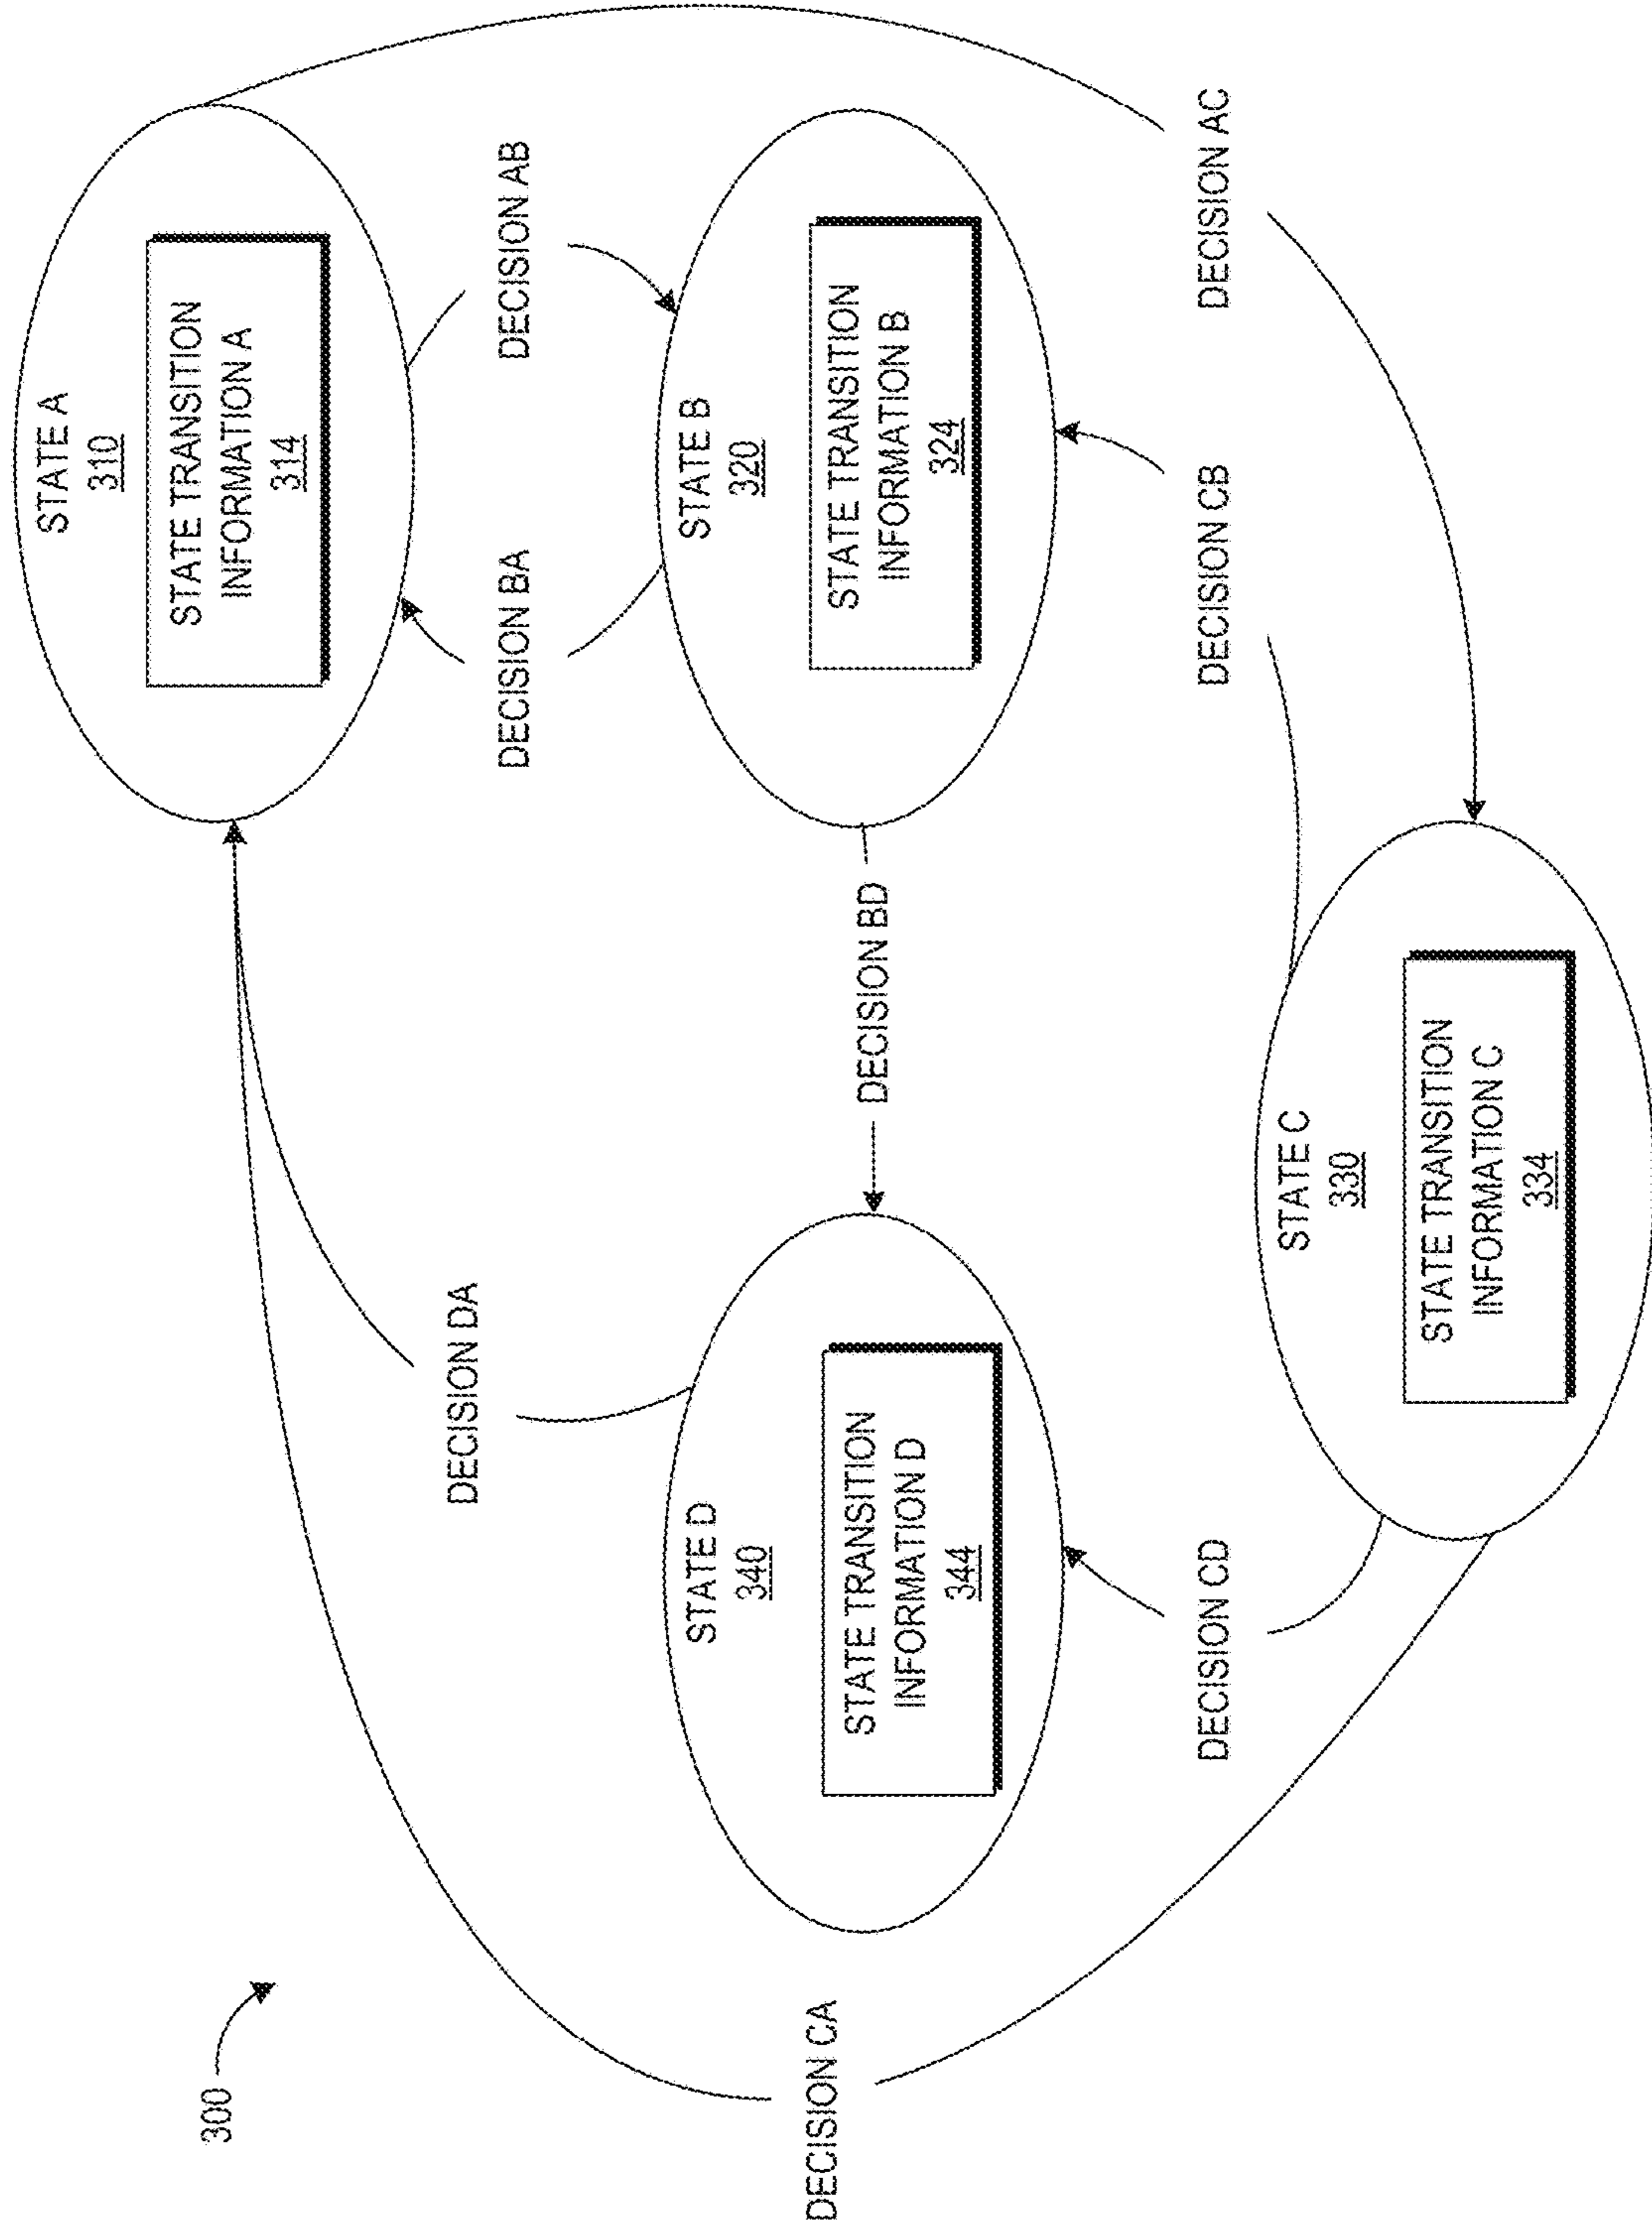 300
STATE A
310
STATE TRANSITION
INFORMATION A
314
DECISION DA
DECISION BA
DECISION AB
STATE D
340
STATE TRANSITION
INFORMATION D
344
DECISION BD
STATE B
320
STATE TRANSITION
INFORMATION B
324
DECISION CA
DECISION CD
DECISION CB
DECISION AC
STATE C
330
STATE TRANSITION
INFORMATION C
334